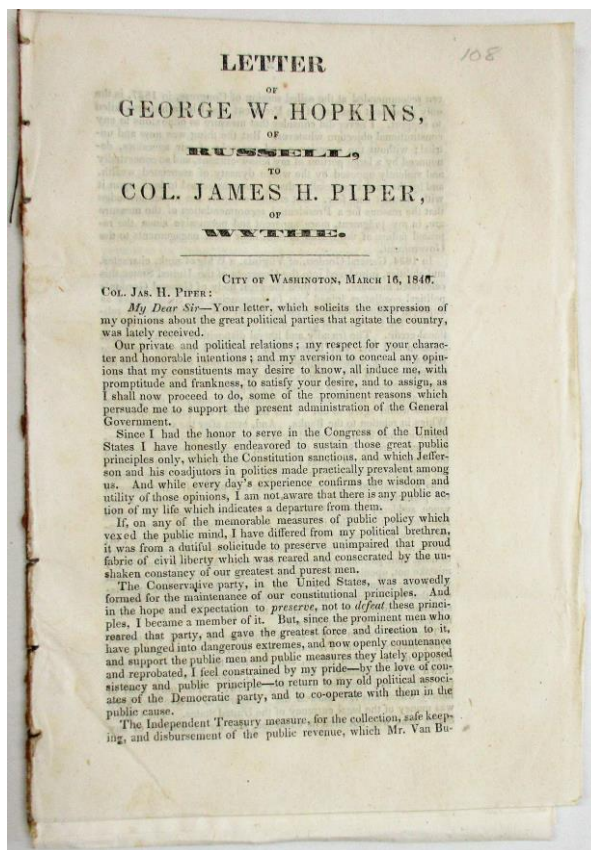 108
LETTER
OF
GEORGE W. HOPKINS,
OF
RUSSELL,
TO
COL. JAMES H. PIPER,
OF
WYTHE.
CITY OF WASHINGTON, MARCH 16, 1840.
COL. JAS. H. PIPER:
My Dear Sir—Your letter, which solicits the expression of
my opinions about the great political parties that agitate the country,
was lately received.
Our private and political relations; my respect for your charac-
ter and honorable intentions; and my aversion to conceal any opin-
ions that my constituents may desire to know, all induce me, with
promptitude and frankness, to satisfy your desire, and to assign, as
I shall now proceed to do, some of the prominent reasons which
persuade me to support the present administration of the General
Government.
Since I had the honor to serve in the Congress of the United
States I have honestly endeavored to sustain those great public
principles only, which the Constitution sanctions, and which Jeffer-
son and his coadjutors in politics made practically prevalent among
us. And while every day's experience confirms the wisdom and
utility of those opinions, I am not aware that there is any public ac-
tion of my life which indicates a departure from them.
If, on any of the memorable measures of public policy which
vexed the public mind, I have differed from my political brethren,
it was from a dutiful solicitude to preserve unimpaired that proud
fabric of civil liberty which was reared and consecrated by the un-
shaken constancy of our greatest and purest men.
The Conservative party, in the United States, was avowedly
formed for the maintenance of our constitutional principles. And
in the hope and expectation to preserve, not to defeat these princi-
ples, I became a member of it. But, since the prominent men who
reared that party, and gave the greatest force and direction to it,
have plunged into dangerous extremes, and now openly countenance
and support the public men and public measures they lately opposed
and reprobated, I feel constrained by my pride—by the love of con-
sistency and public principle—to return to my old political associ-
ates of the Democratic party, and to co-operate with them in the
public cause.
The Independent Treasury measure, for the collection, safe keep-
ing, and disbursement of the public revenue, which Mr. Van Bu-